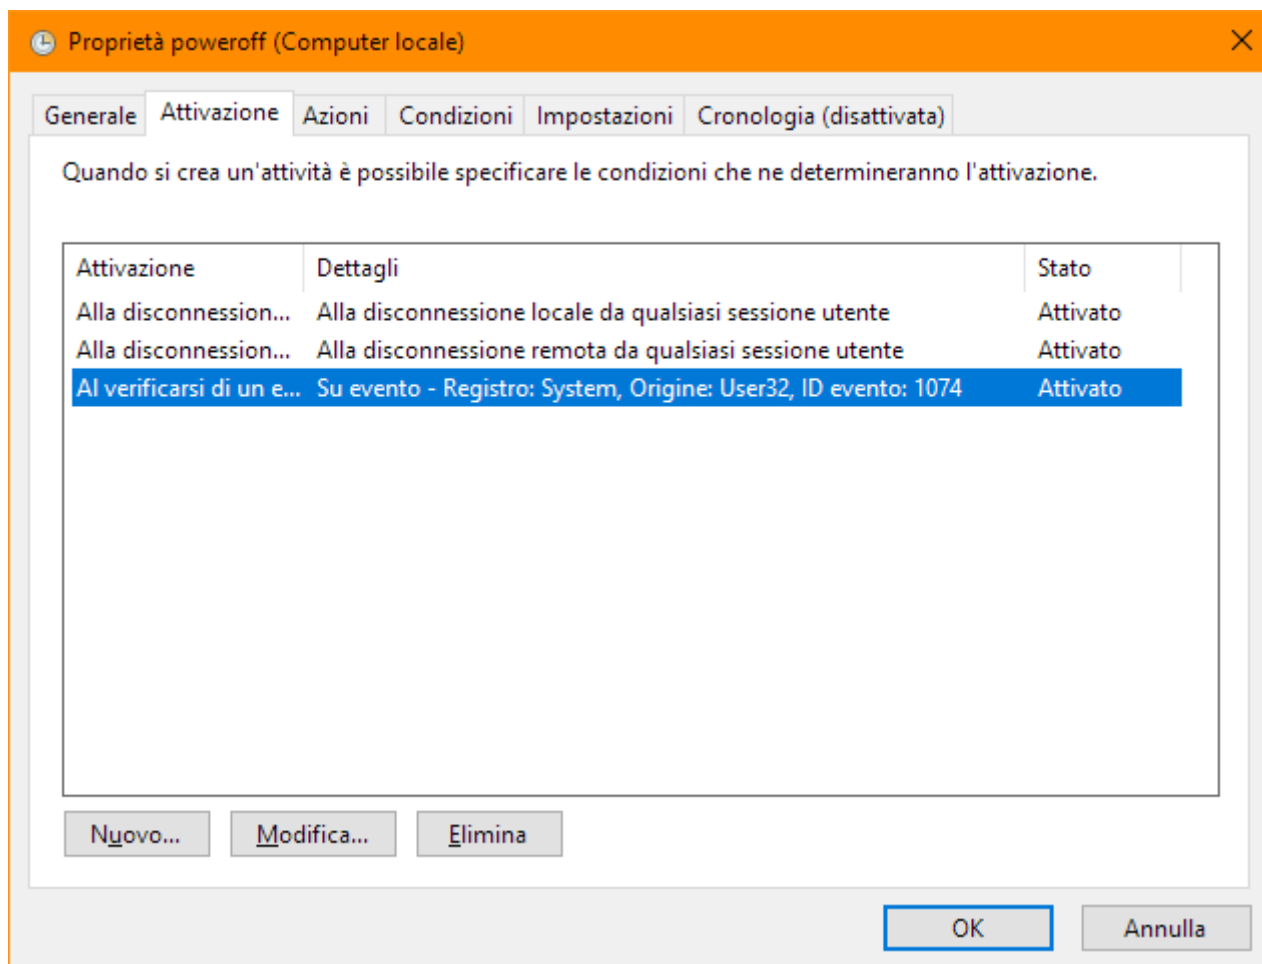 Proprietà poweroff (Computer locale)
Generale Attivazione Azioni Condizioni Impostazioni Cronologia (disattivata)
Quando si crea un'attività è possibile specificare le condizioni che ne determineranno l'attivazione.
Attivazione Dettagli Stato
Alla disconnession... Alla disconnessione locale da qualsiasi sessione utente Attivato
Alla disconnession... Alla disconnessione remota da qualsiasi sessione utente Attivato
Al verificarsi di un e... Su evento - Registro: System, Origine: User32, ID evento: 1074 Attivato
Nuovo... Modifica... Elimina
OK Annulla